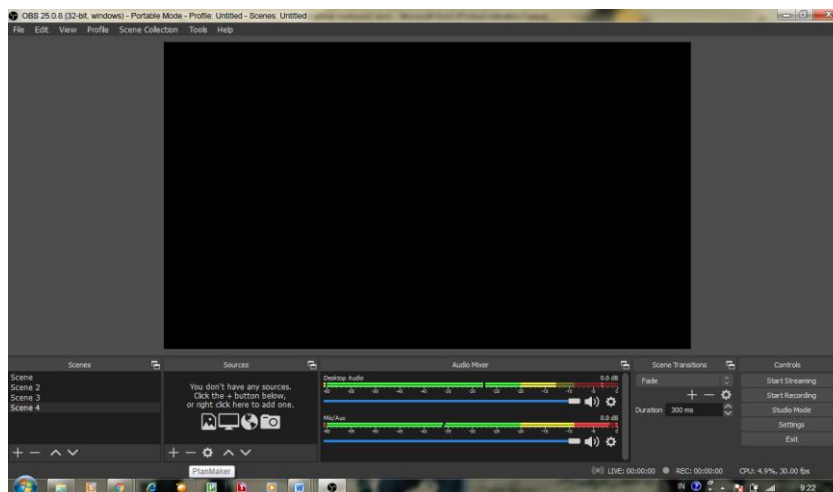 OBS 25.0.8 (32-bit, windows) - Portable Mode - Profile: Untitled - Scenes: Untitled
File Edit View Profile Scene Collection Tools Help
Scenes
Scene
Scene 2
Scene 3
Scene 4
Sources
You don't have any sources.
Click the + button below,
or right click here to add one.
Audio Mixer
Desktop Audio 0.0 dB
Mic/Aux 0.0 dB
Scene Transitions
Fade
Duration 300 ms
Controls
Start Streaming
Start Recording
Studio Mode
Settings
Exit
LIVE: 00:00:00 REC: 00:00:00 CPU: 4.9%, 30.00 fps
PlanMaker
IN 9:22